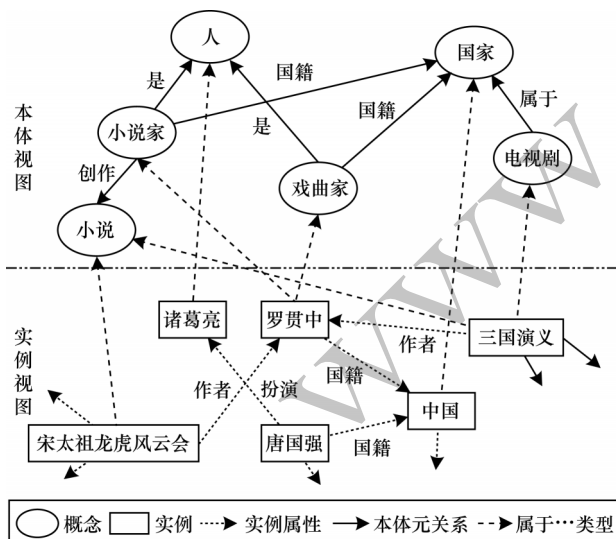 人
国家
是
国籍
国籍
属于
是
本体视图
小说家
电视剧
创作
戏曲家
小说
WWW
诸葛亮
罗贯中
三国演义
实例视图
作者
国籍
作者
扮演
中国
宋太祖龙虎风云会
唐国强
国籍
概念 实例 实例属性 本体元关系 属于 ••• 类型